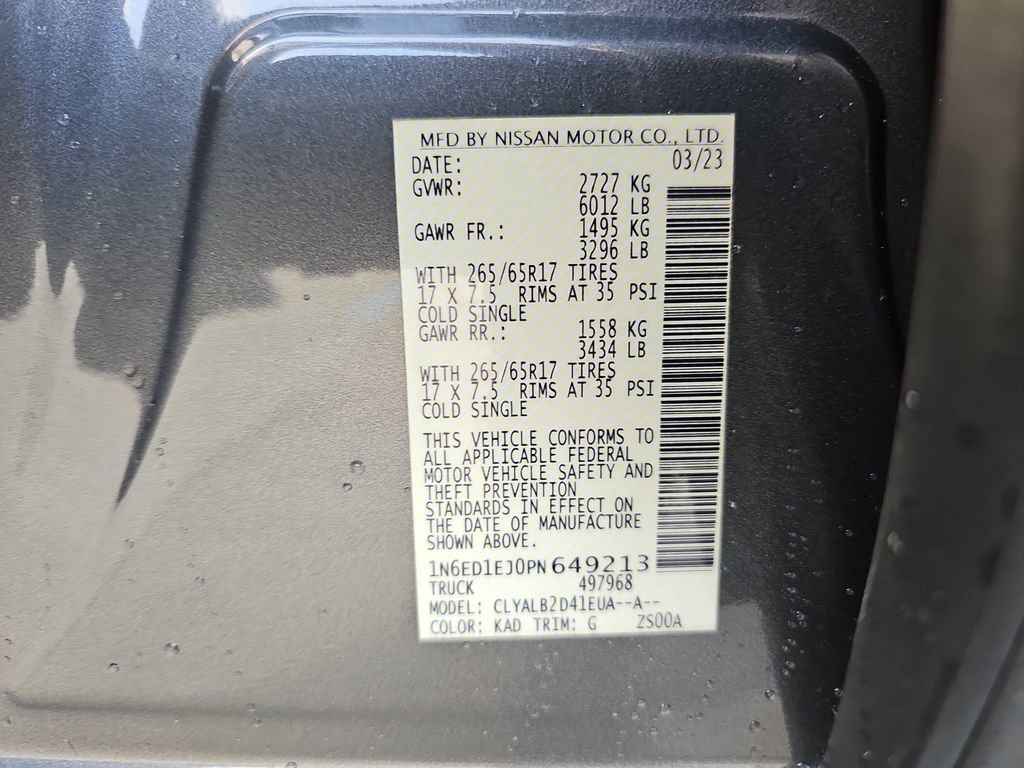 MFD BY NISSAN MOTOR CO., LTD.
DATE: 03/23
GVWR: 2727 KG
6012 LB
GAWR FR.: 1495 KG
3296 LB
WITH 265/65R17 TIRES
17 X 7.5 RIMS AT 35 PSI
COLD SINGLE
GAWR RR.: 1558 KG
3434 LB
WITH 265/65R17 TIRES
17 X 7.5 RIMS AT 35 PSI
COLD SINGLE
THIS VEHICLE CONFORMS TO
ALL APPLICABLE FEDERAL
MOTOR VEHICLE SAFETY AND
THEFT PREVENTION
STANDARDS IN EFFECT ON
THE DATE OF MANUFACTURE
SHOWN ABOVE.
1N6ED1EJ0PN649213
TRUCK 497968
MODEL: CLYALB2D41EUA--A--
COLOR: KAD TRIM: G ZS00A